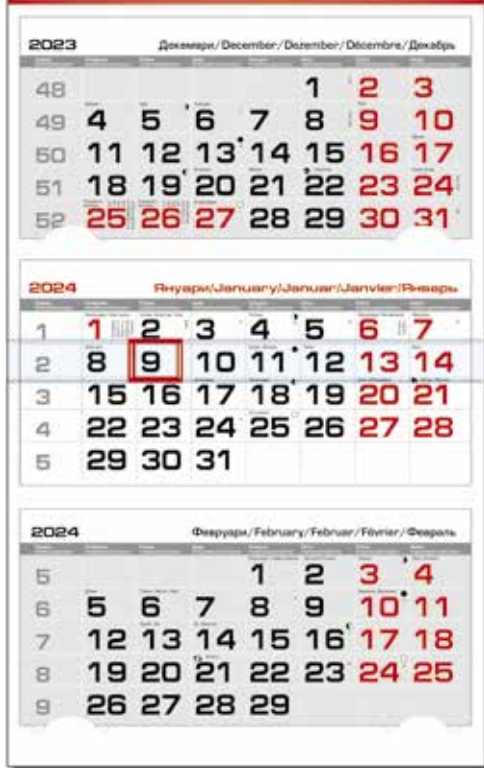 2023 Декември/December/Dezember/Décembre/Декабрь
48 1 2 3
49 4 5 6 7 8 9 10
50 11 12 13 14 15 16 17
51 18 19 20 21 22 23 24
52 25 26 27 28 29 30 31
2024 Януари/January/Januar/Janvier/Январь
1 1 2 3 4 5 6 7
2 8 9 10 11 12 13 14
3 15 16 17 18 19 20 21
4 22 23 24 25 26 27 28
5 29 30 31
2024 Февруари/February/Februar/Février/Февраль
5 1 2 3 4
6 5 6 7 8 9 10 11
7 12 13 14 15 16 17 18
8 19 20 21 22 23 24 25
9 26 27 28 29